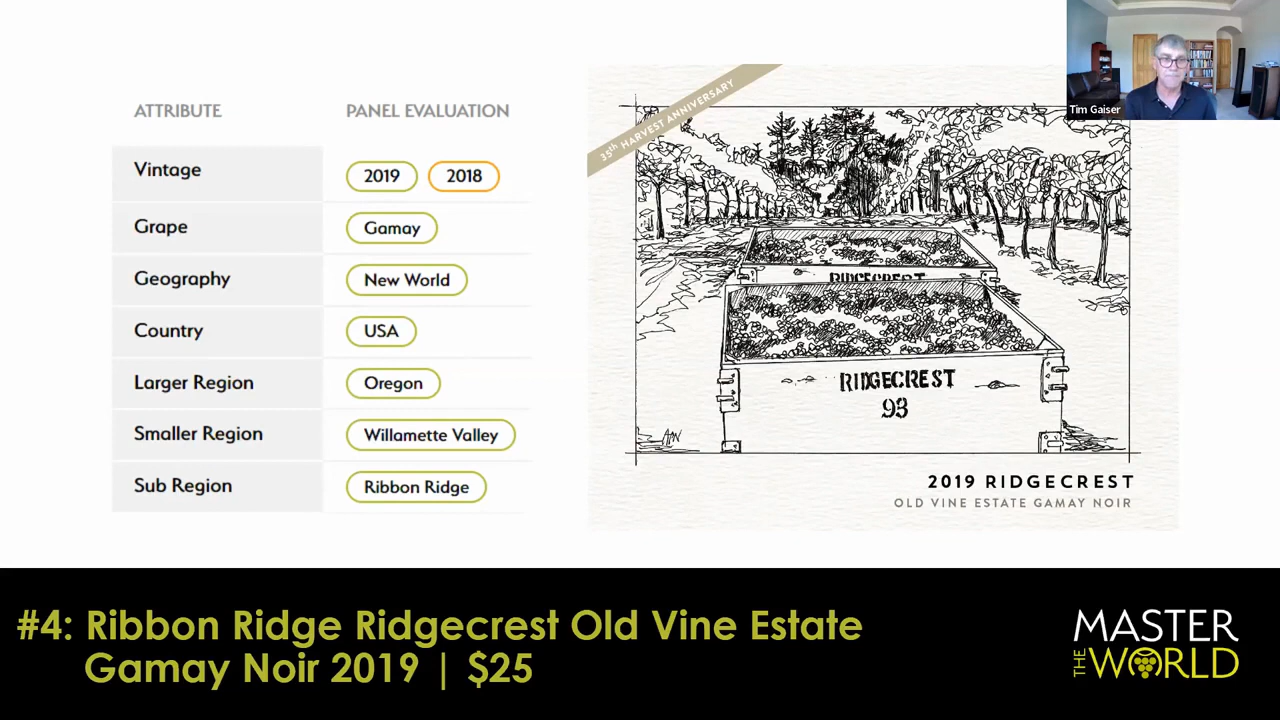 ATTRIBUTE PANEL EVALUATION
Vintage 2019 2018
Grape Gamay
Geography New World
Country USA
Larger Region Oregon
Smaller Region Willamette Valley
Sub Region Ribbon Ridge
35th HARVEST ANNIVERSARY
RIDGECREST
RIDGECREST
93
2019 RIDGECREST
OLD VINE ESTATE GAMAY NOIR
Tim Gaiser
#4: Ribbon Ridge Ridgecrest Old Vine Estate
Gamay Noir 2019 | $25
MASTER
THE WORLD